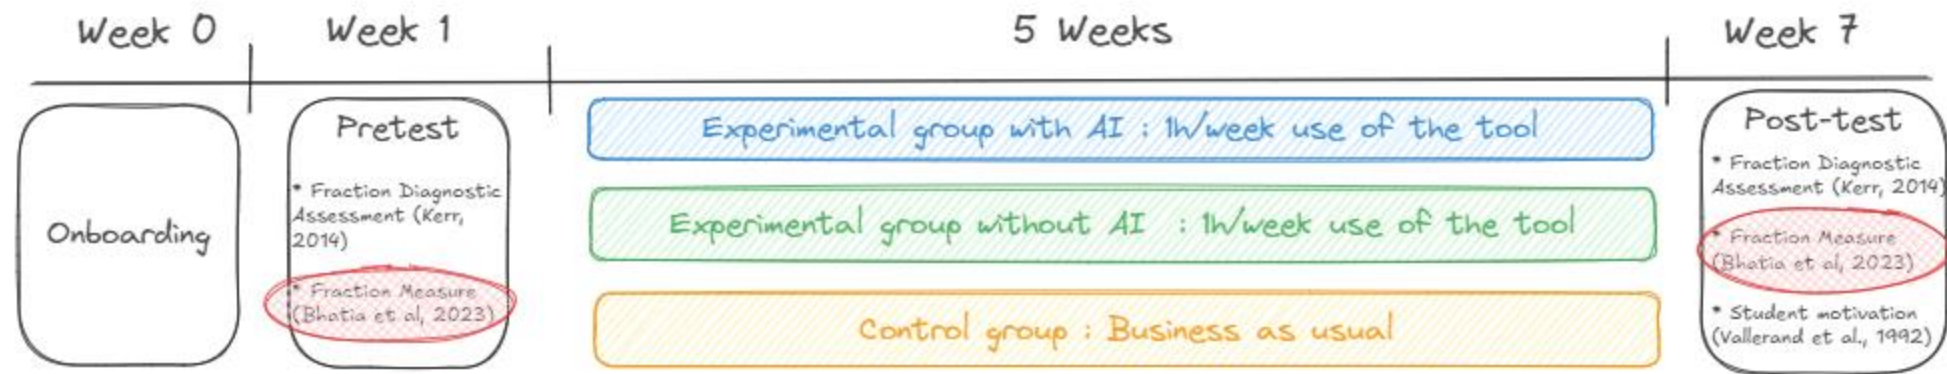 Week 0
Week 1
5 Weeks
Week 7
Onboarding
Pretest
* Fraction Diagnostic
Assessment (Kerr,
2014)
* Fraction Measure
(Bhatia et al, 2023)
Experimental group with AI : 1h/week use of the tool
Experimental group without AI : 1h/week use of the tool
Control group : Business as usual
Post-test
* Fraction Diagnostic
Assessment (Kerr, 2014)
* Fraction Measure
(Bhatia et al, 2023)
* Student motivation
(Vallerand et al., 1992)